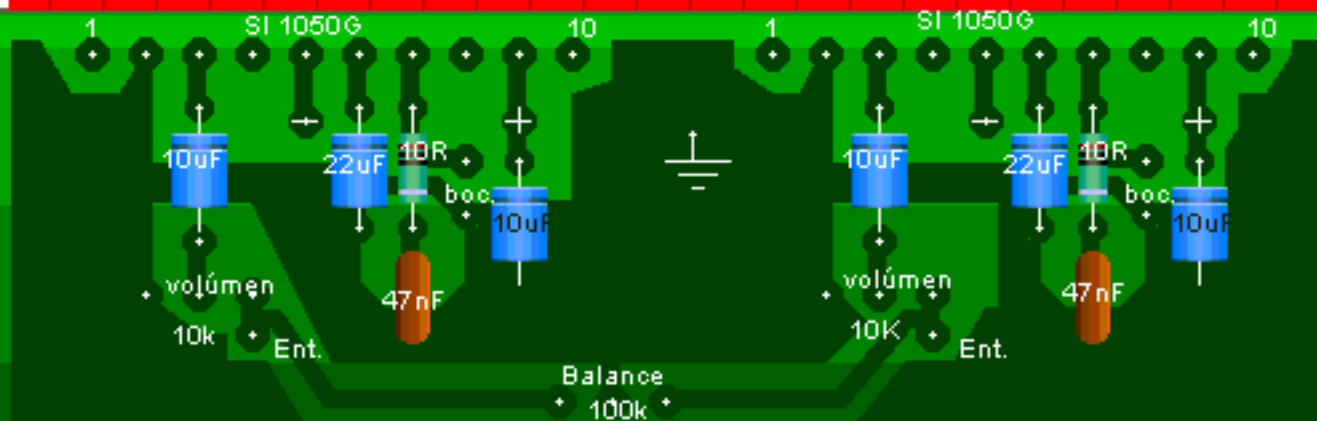 1 SI 1050G 10 1 SI 1050G 10
10uF 22uF 10R 10uF 22uF 10R
boc. boc.
10uF 10uF
volúmen 47nF volúmen 47nF
10k Ent. 10K Ent.
Balance
100k